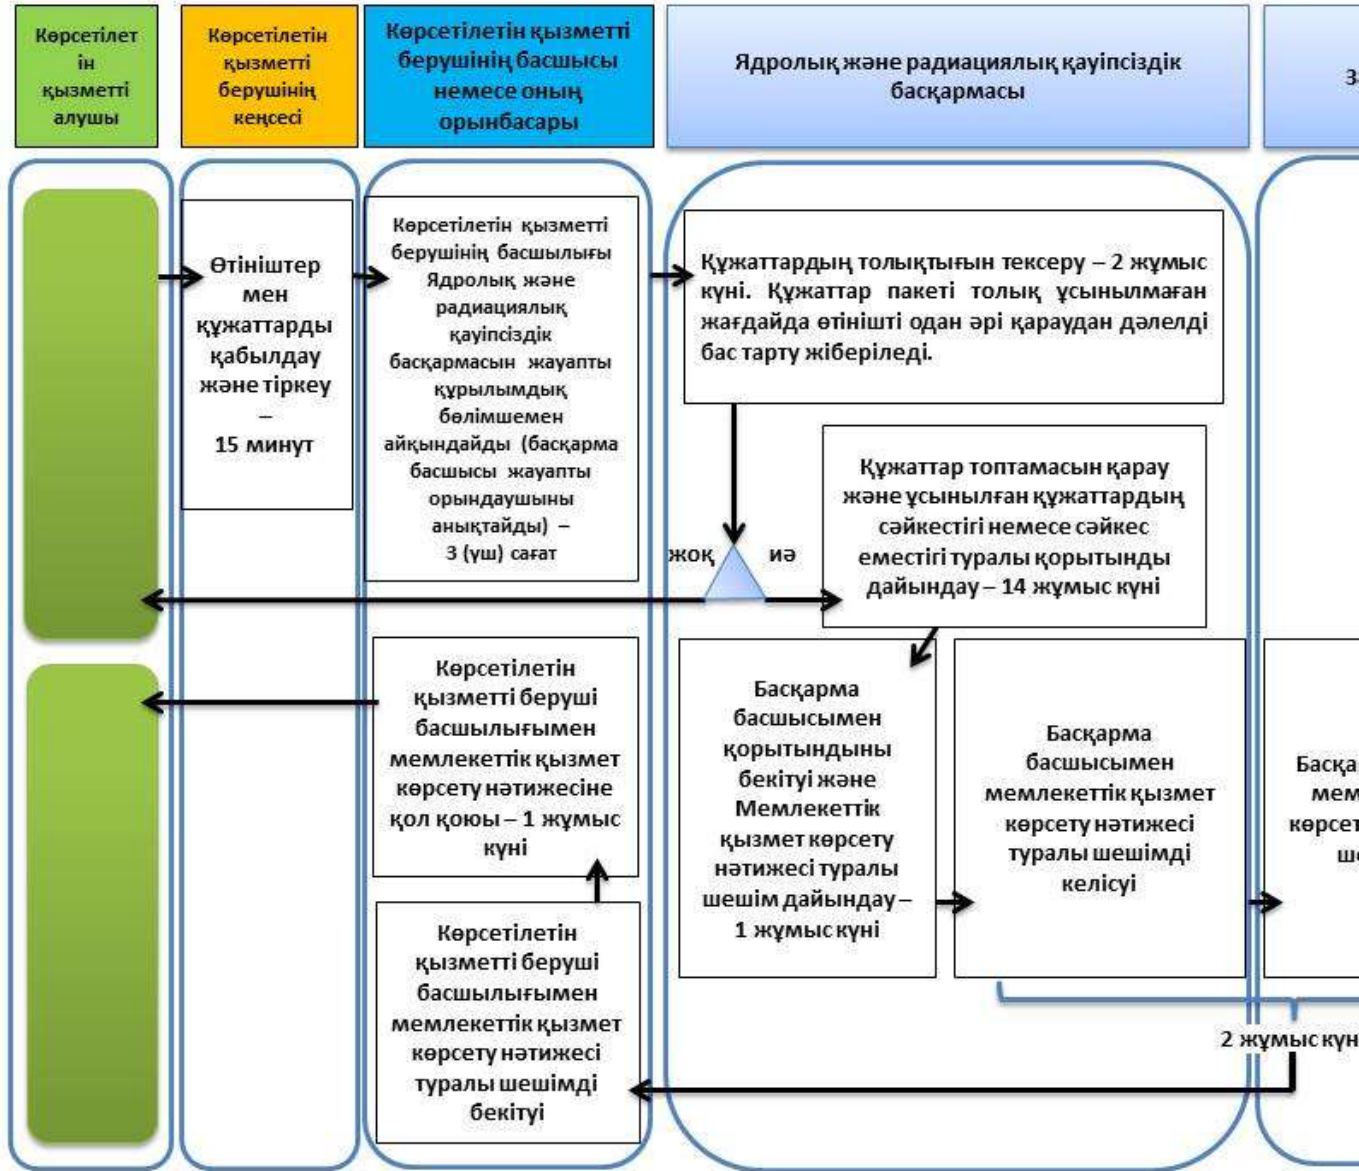 Көрсетілет
ін
қызметті
алушы
Көрсетілетін
қызметті
берушінің
кеңсесі
Көрсетілетін қызметті
берушінің басшысы
немесе оның
орынбасары
Ядролық және радиациялық қауіпсіздік
басқармасы
Өтініштер
мен
құжаттарды
қабылдау
және тіркеу
–
15 минут
Көрсетілетін қызметті
берушінің басшылығы
Ядролық және
радиациялық
қауіпсіздік
басқармасын жауапты
құрылымдық
бөлімшемен
айқындайды (басқарма
басшысы жауапты
орындаушыны
анықтайды) –
3 (үш) сағат
Құжаттардың толықтығын тексеру – 2 жұмыс
күні. Құжаттар пакеті толық ұсынылмаған
жағдайда өтінішті одан әрі қараудан дәлелді
бас тарту жіберіледі.
жоқ иә
Құжаттар топтамасын қарау
және ұсынылған құжаттардың
сәйкестігі немесе сәйкес
еместігі туралы қорытынды
дайындау – 14 жұмыс күні
Көрсетілетін
қызметті беруші
басшылығымен
мемлекеттік қызмет
көрсету нәтижесіне
қол қоюы – 1 жұмыс
күні
Басқарма
басшысымен
қорытындыны
бекітуі және
Мемлекеттік
қызмет көрсету
нәтижесі туралы
шешім дайындау –
1 жұмыс күні
Басқарма
басшысымен
мемлекеттік қызмет
көрсету нәтижесі
туралы шешімді
келісуі
Көрсетілетін
қызметті беруші
басшылығымен
мемлекеттік қызмет
көрсету нәтижесі
туралы шешімді
бекітуі
2 жұмыс күн